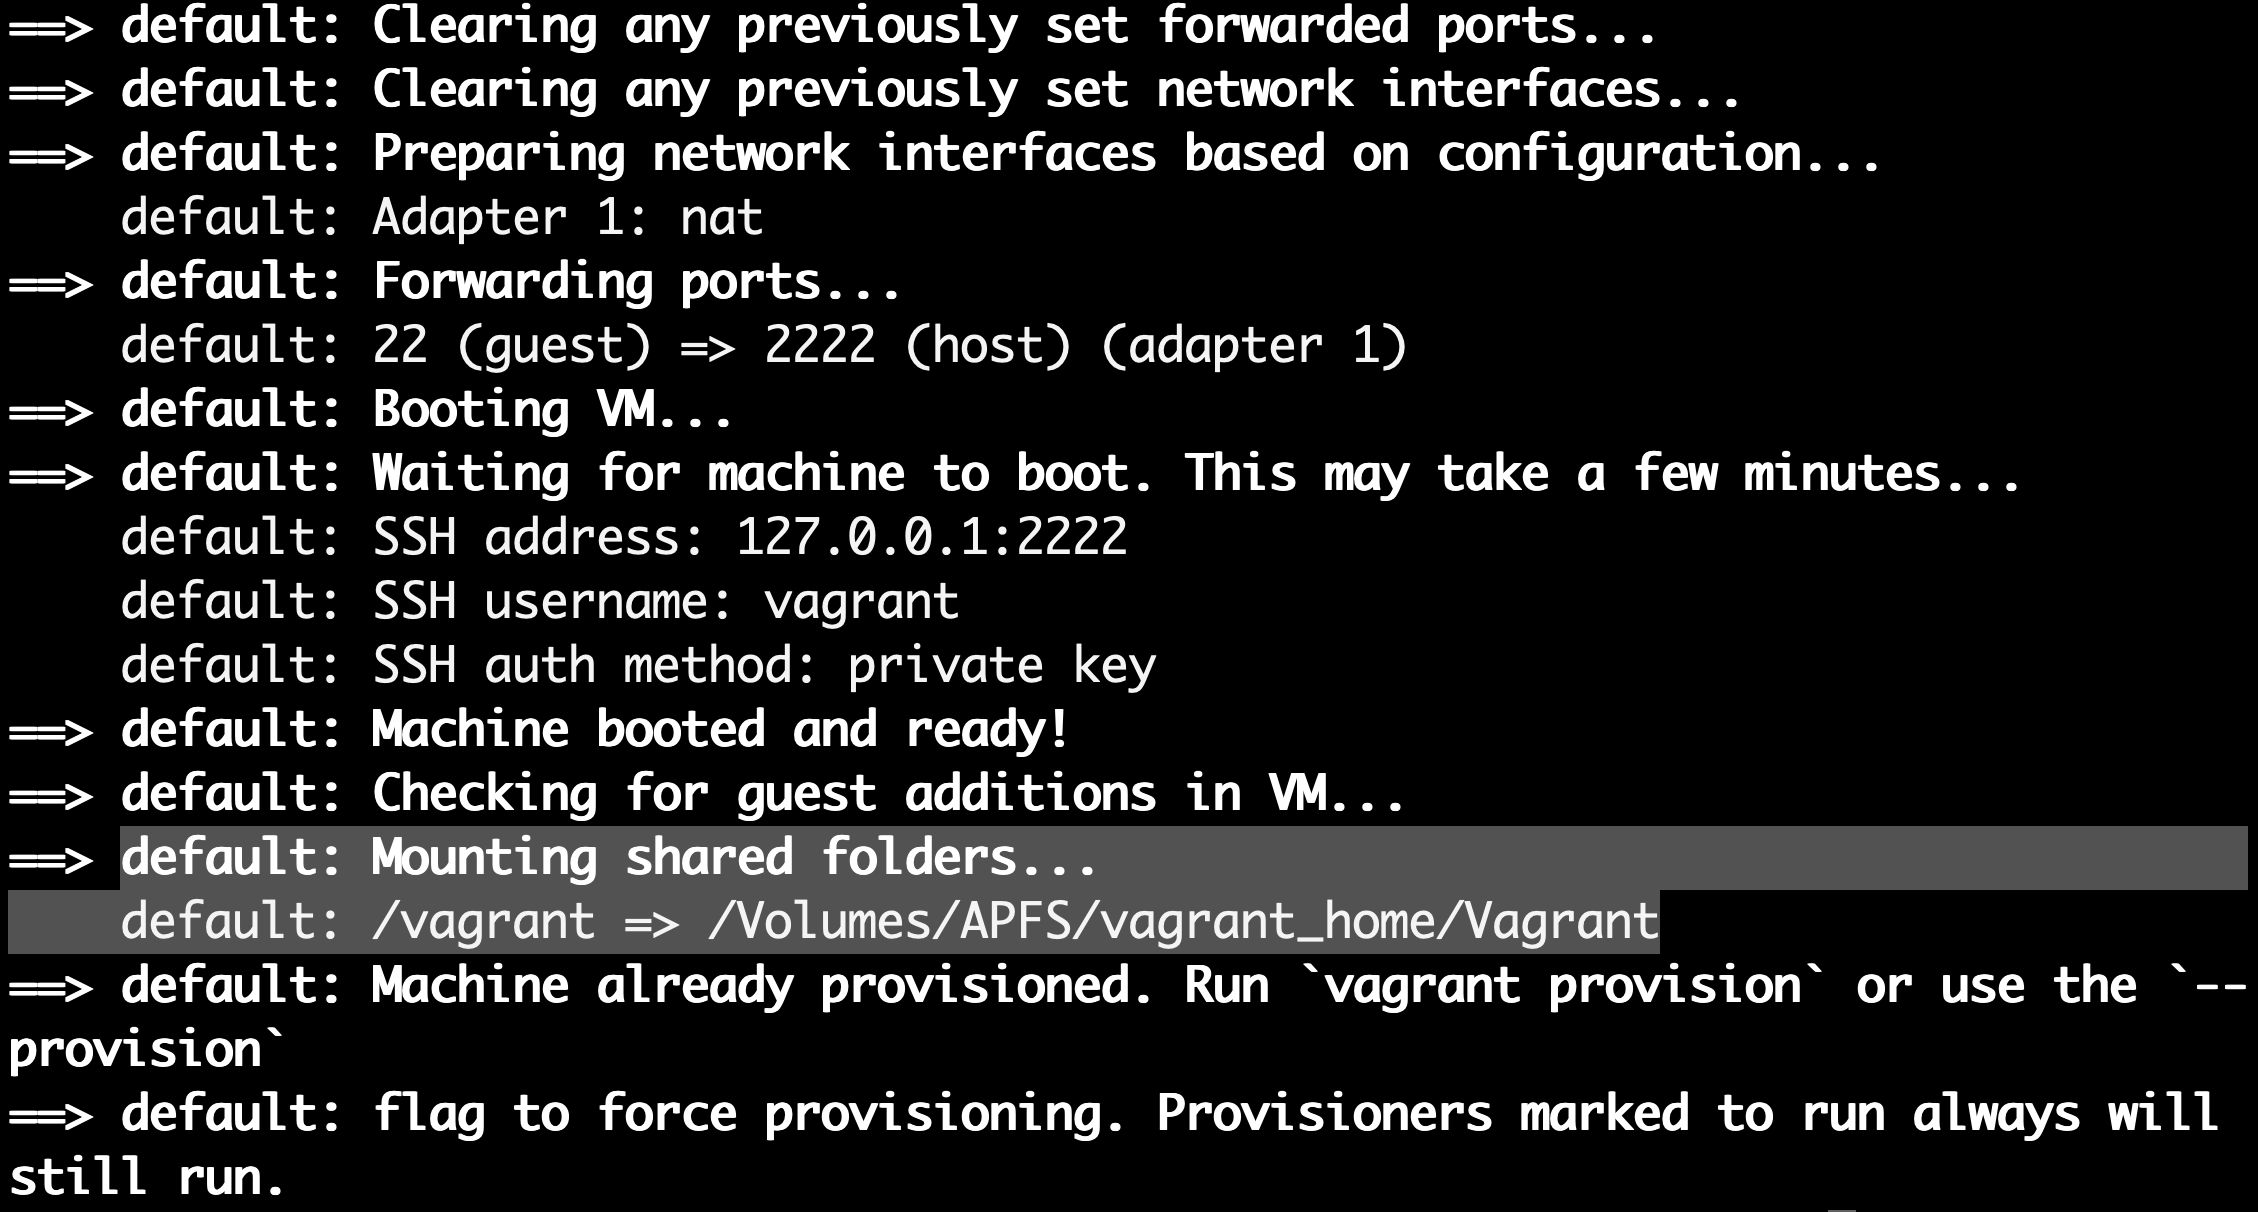 ==> default: Clearing any previously set forwarded ports...
==> default: Clearing any previously set network interfaces...
==> default: Preparing network interfaces based on configuration...
    default: Adapter 1: nat
==> default: Forwarding ports...
    default: 22 (guest) => 2222 (host) (adapter 1)
==> default: Booting VM...
==> default: Waiting for machine to boot. This may take a few minutes...
    default: SSH address: 127.0.0.1:2222
    default: SSH username: vagrant
    default: SSH auth method: private key
==> default: Machine booted and ready!
==> default: Checking for guest additions in VM...
==> default: Mounting shared folders...
    default: /vagrant => /Volumes/APFS/vagrant_home/Vagrant
==> default: Machine already provisioned. Run `vagrant provision` or use the `--
provision`
==> default: flag to force provisioning. Provisioners marked to run always will
still run.